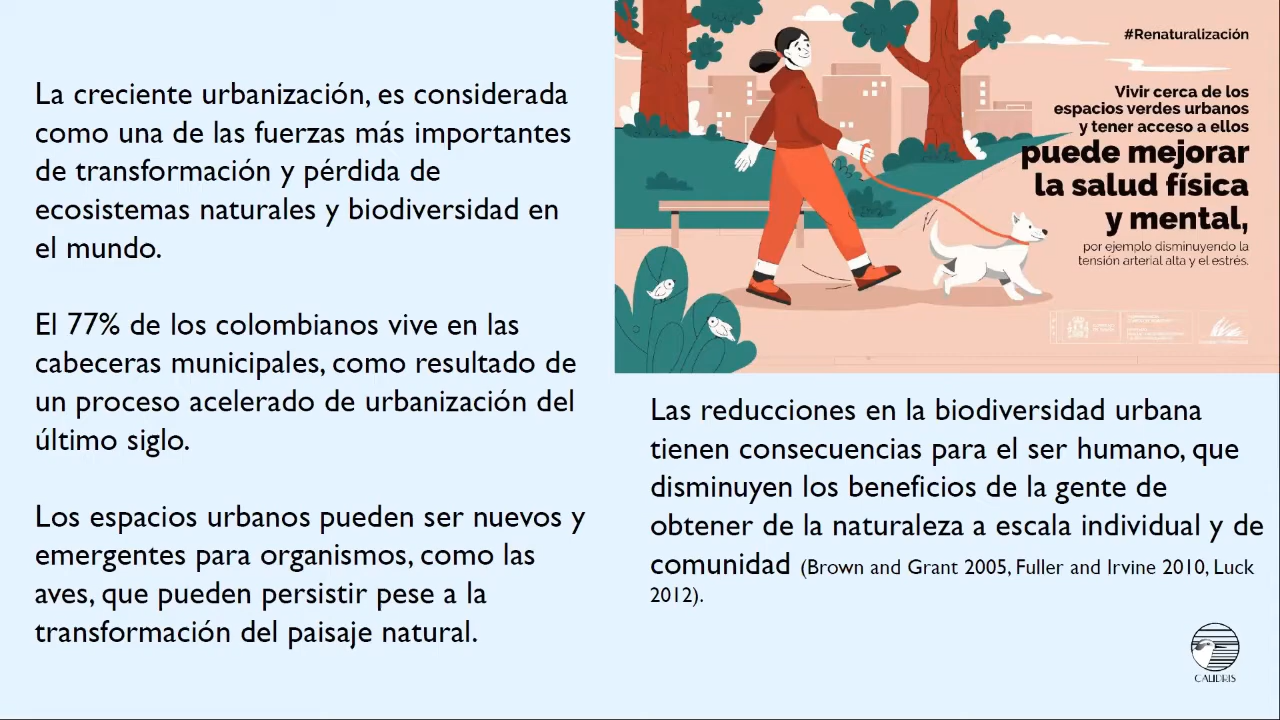 La creciente urbanización, es considerada
como una de las fuerzas más importantes
de transformación y pérdida de
ecosistemas naturales y biodiversidad en
el mundo.
El 77% de los colombianos vive en las
cabeceras municipales, como resultado de
un proceso acelerado de urbanización del
último siglo.
Los espacios urbanos pueden ser nuevos y
emergentes para organismos, como las
aves, que pueden persistir pese a la
transformación del paisaje natural.
#Renaturalización
Vivir cerca de los
espacios verdes urbanos
y tener acceso a ellos
puede mejorar
la salud física
y mental,
por ejemplo disminuyendo la
tensión arterial alta y el estrés.
Las reducciones en la biodiversidad urbana
tienen consecuencias para el ser humano, que
disminuyen los beneficios de la gente de
obtener de la naturaleza a escala individual y de
comunidad (Brown and Grant 2005, Fuller and Irvine 2010, Luck
2012).
CALIDRIS